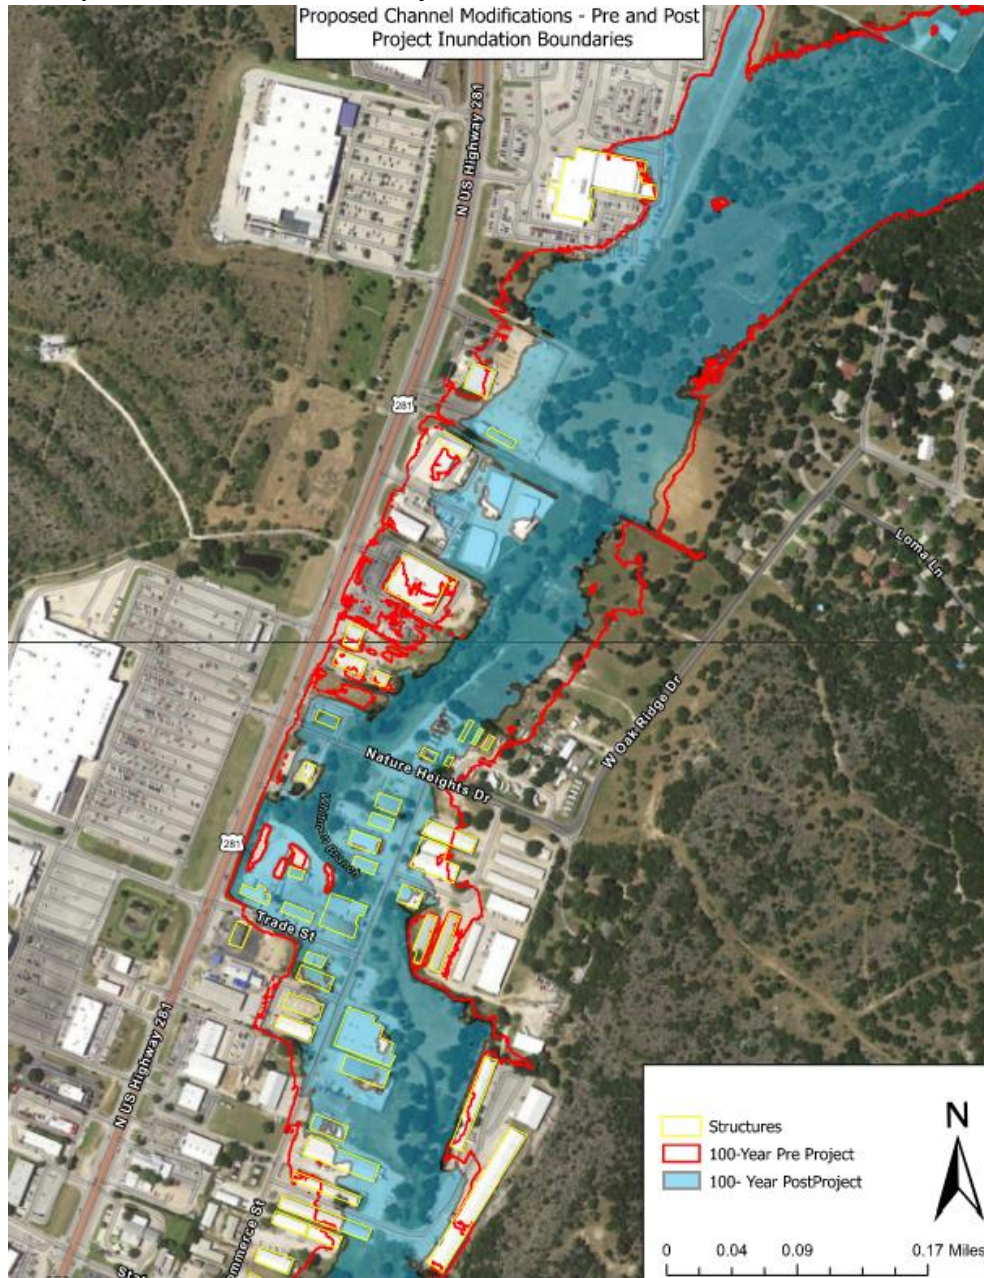 Proposed Channel Modifications - Pre and Post
Project Inundation Boundaries
N US Highway 281
281
Loma Ln
W Oak Ridge Dr
Nature Heights Dr
281
Branch
Trade St
N US Highway 281
Commerce St
N
Structures
100-Year Pre Project
100- Year PostProject
0 0.04 0.09 0.17 Miles